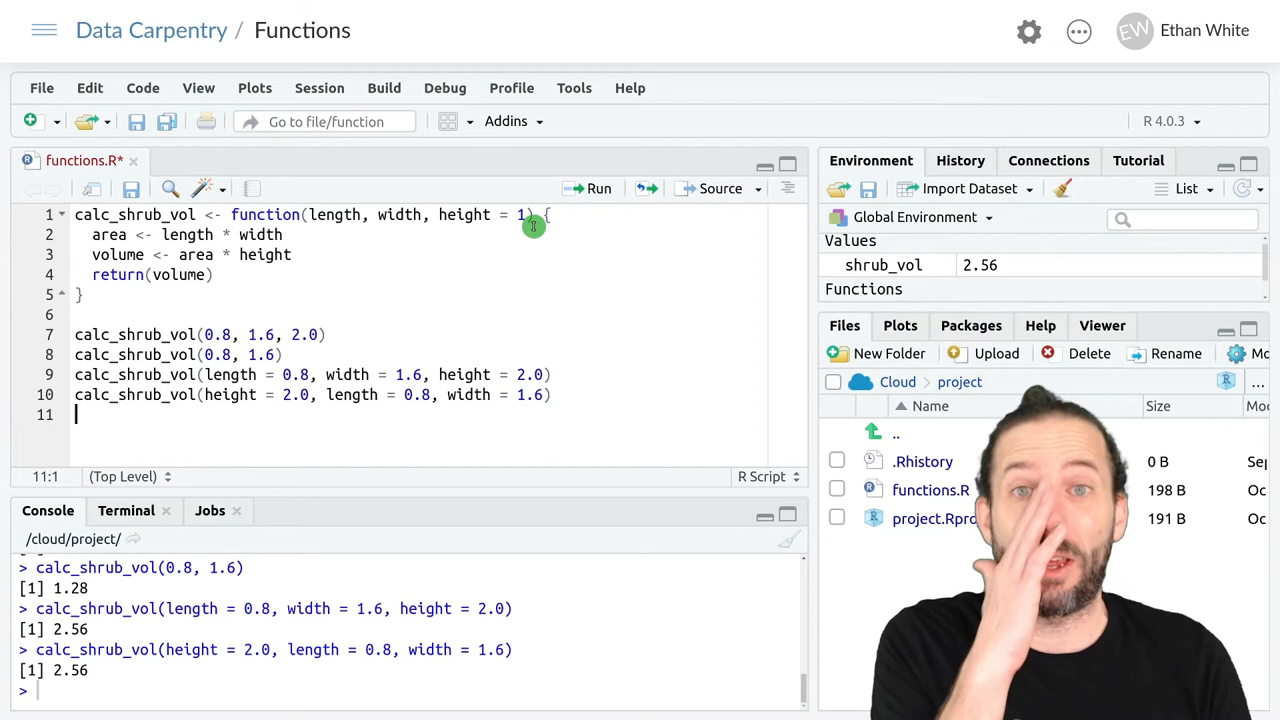 Data Carpentry / Functions
EW Ethan White
File Edit Code View Plots Session Build Debug Profile Tools Help
Go to file/function
Addins
R 4.0.3
functions.R*
Run
Source
1 calc_shrub_vol <- function(length, width, height = 1) {
2 area <- length * width
3 volume <- area * height
4 return(volume)
5 }
6
7 calc_shrub_vol(0.8, 1.6, 2.0)
8 calc_shrub_vol(0.8, 1.6)
9 calc_shrub_vol(length = 0.8, width = 1.6, height = 2.0)
10 calc_shrub_vol(height = 2.0, length = 0.8, width = 1.6)
11
11:1 (Top Level) R Script
Console Terminal Jobs
/cloud/project/
> calc_shrub_vol(0.8, 1.6)
[1] 1.28
> calc_shrub_vol(length = 0.8, width = 1.6, height = 2.0)
[1] 2.56
> calc_shrub_vol(height = 2.0, length = 0.8, width = 1.6)
[1] 2.56
>
Environment History Connections Tutorial
Import Dataset
List
Global Environment
Values
shrub_vol 2.56
Functions
Files Plots Packages Help Viewer
New Folder Upload Delete Rename Mo
Cloud > project
...
Name Size Moc
..
.Rhistory 0 B Sep
functions.R 198 B Oc
project.Rpro 191 B Oc